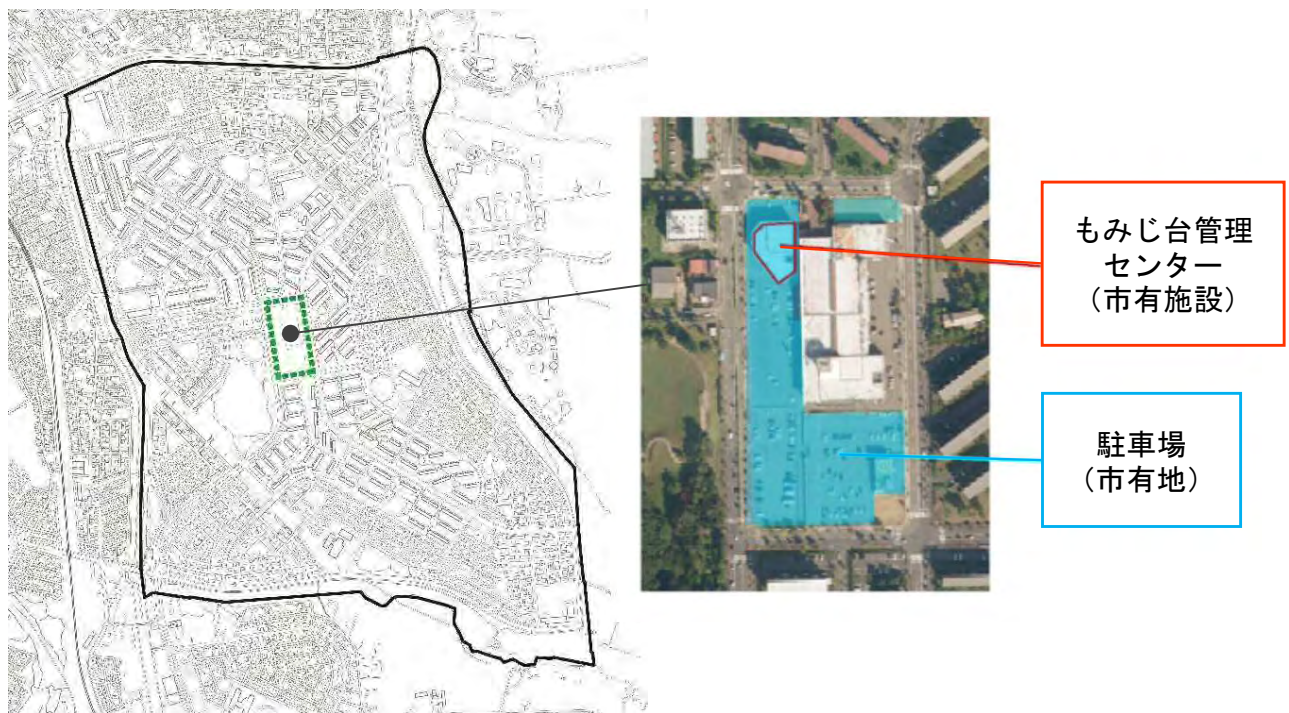 もみじ台管理
センター
（市有施設）
駐車場
（市有地）